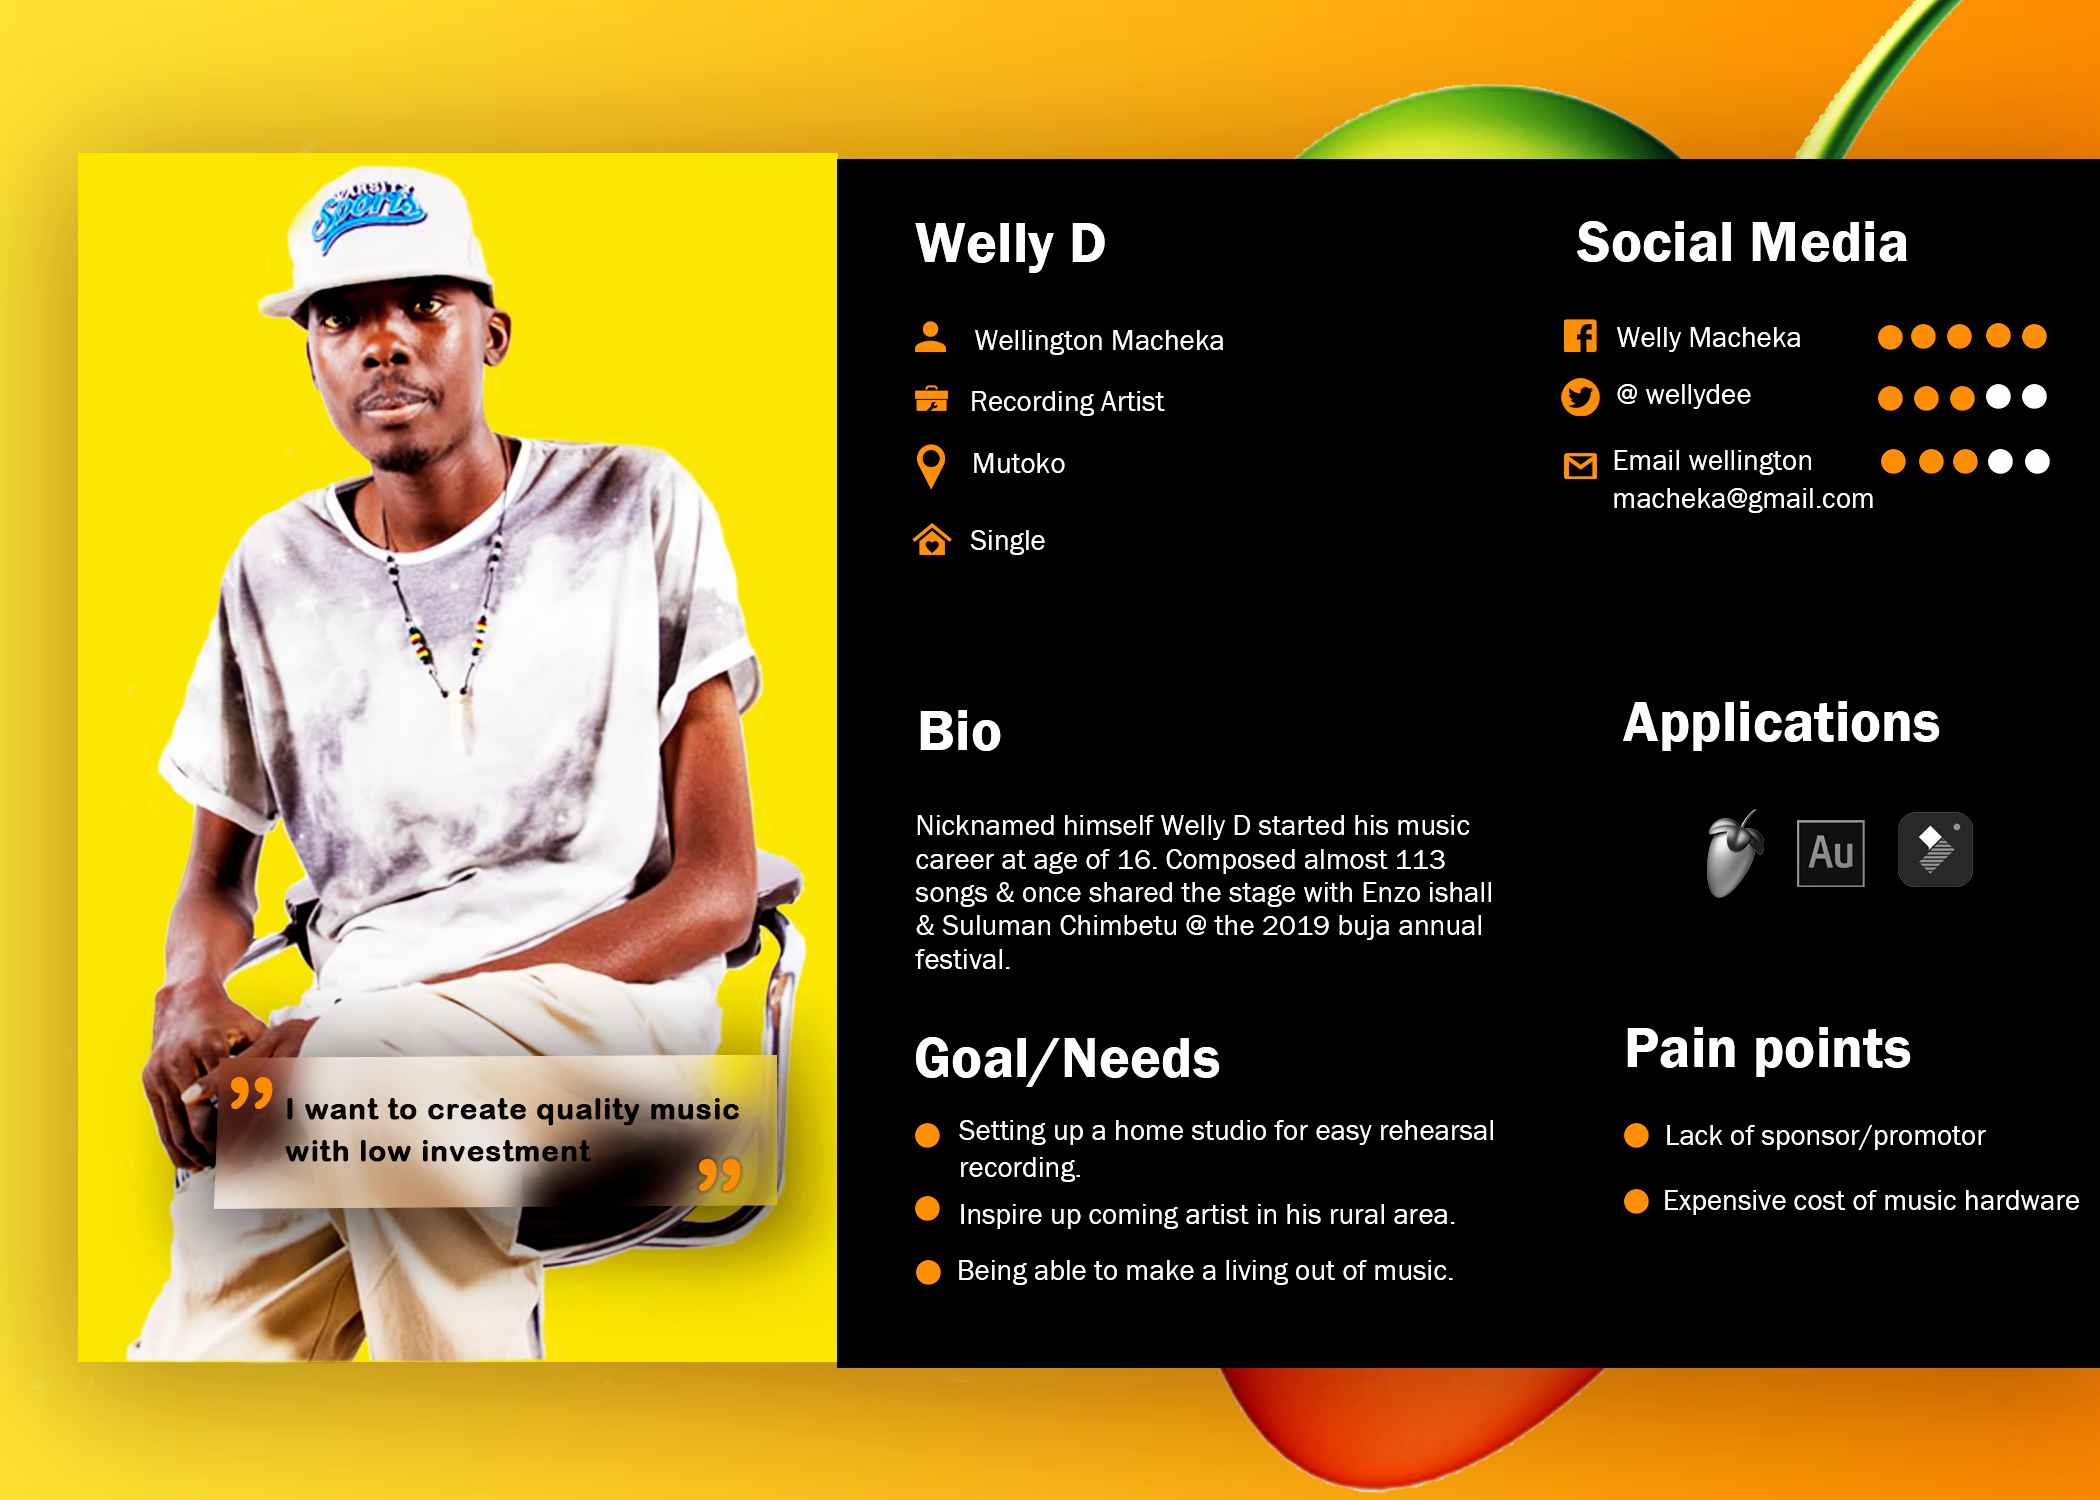 VARSITY
Sports
Welly D
Wellington Macheka
Recording Artist
Mutoko
Single
Social Media
Welly Macheka
@ wellydee
Email wellington
macheka@gmail.com
Bio
Nicknamed himself Welly D started his music
career at age of 16. Composed almost 113
songs & once shared the stage with Enzo ishall
& Suluman Chimbetu @ the 2019 buja annual
festival.
Applications
Au
Goal/Needs
Setting up a home studio for easy rehearsal
recording.
Inspire up coming artist in his rural area.
Being able to make a living out of music.
Pain points
Lack of sponsor/promotor
Expensive cost of music hardware
”I want to create quality music
with low investment”